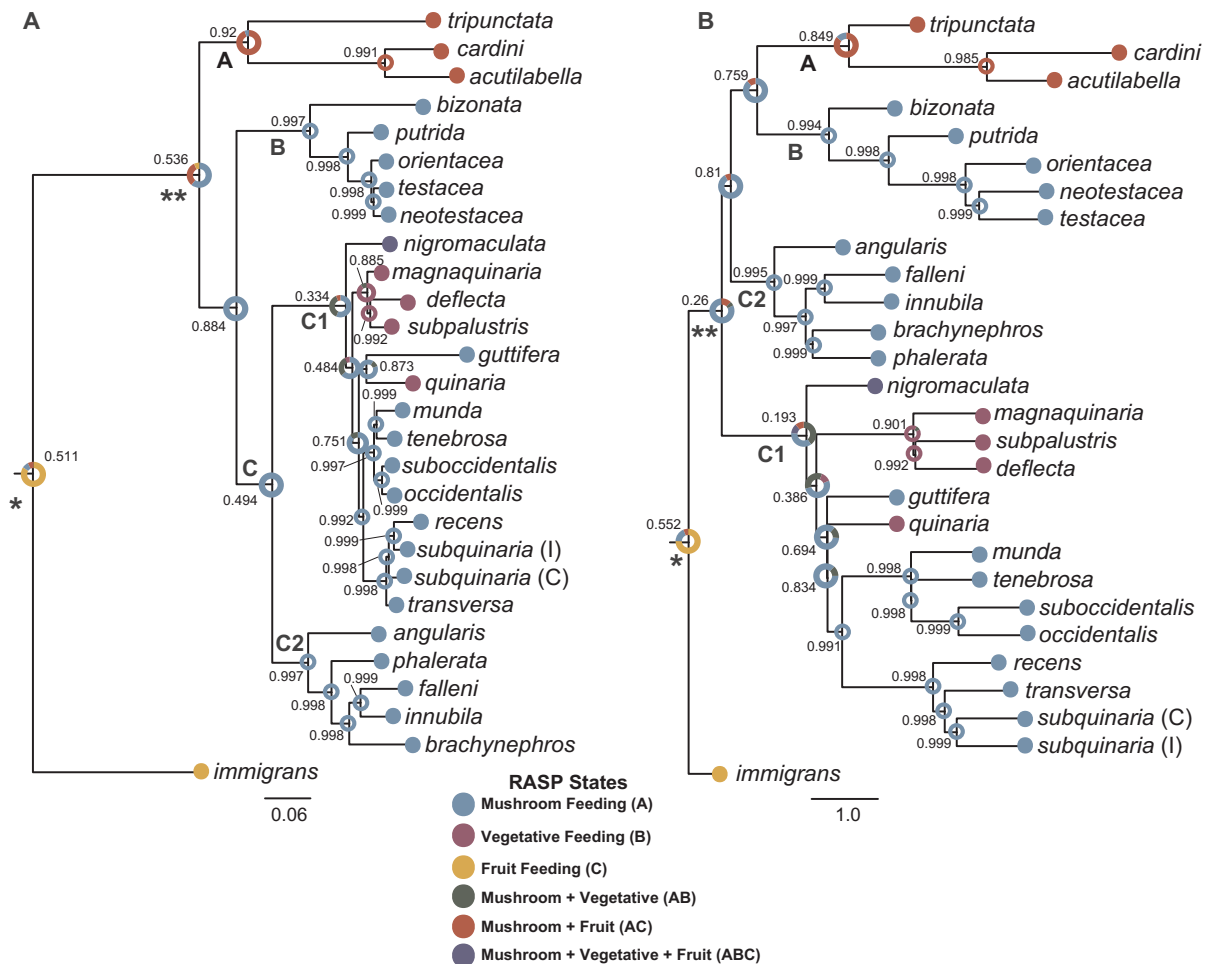 A
0.92
tripunctata
A
0.991
cardini
acutilabella
bizonata
0.997
B
putrida
0.998
orientacea
0.998
testacea
0.999
neotestacea
0.536
**
nigromaculata
0.885
magnaquinaria
deflecta
0.992
subpalustris
0.334
C1
0.884
guttifera
0.484
0.873
quinaria
0.999
munda
tenebrosa
0.751
0.997
suboccidentalis
occidentalis
0.999
C
0.494
0.511
*
0.992
recens
0.999
subquinaria (I)
0.998
subquinaria (C)
0.998
transversa
C2
angularis
0.997
phalerata
0.999
falleni
0.998
innubila
0.998
brachynephros
immigrans
0.06
B
tripunctata
0.849
A
cardini
0.985
acutilabella
0.759
bizonata
0.994
B
putrida
0.998
orientacea
0.998
neotestacea
0.999
testacea
0.81
angularis
0.995
C2
0.999
falleni
innubila
0.997
brachynephros
0.999
phalerata
0.26
**
nigromaculata
0.193
C1
0.901
magnaquinaria
subpalustris
0.992
deflecta
0.386
guttifera
quinaria
0.694
0.552
*
0.834
0.998
munda
tenebrosa
0.998
suboccidentalis
0.999
occidentalis
0.991
recens
0.998
transversa
0.998
subquinaria (C)
0.999
subquinaria (I)
immigrans
1.0
RASP States
Mushroom Feeding (A)
Vegetative Feeding (B)
Fruit Feeding (C)
Mushroom + Vegetative (AB)
Mushroom + Fruit (AC)
Mushroom + Vegetative + Fruit (ABC)